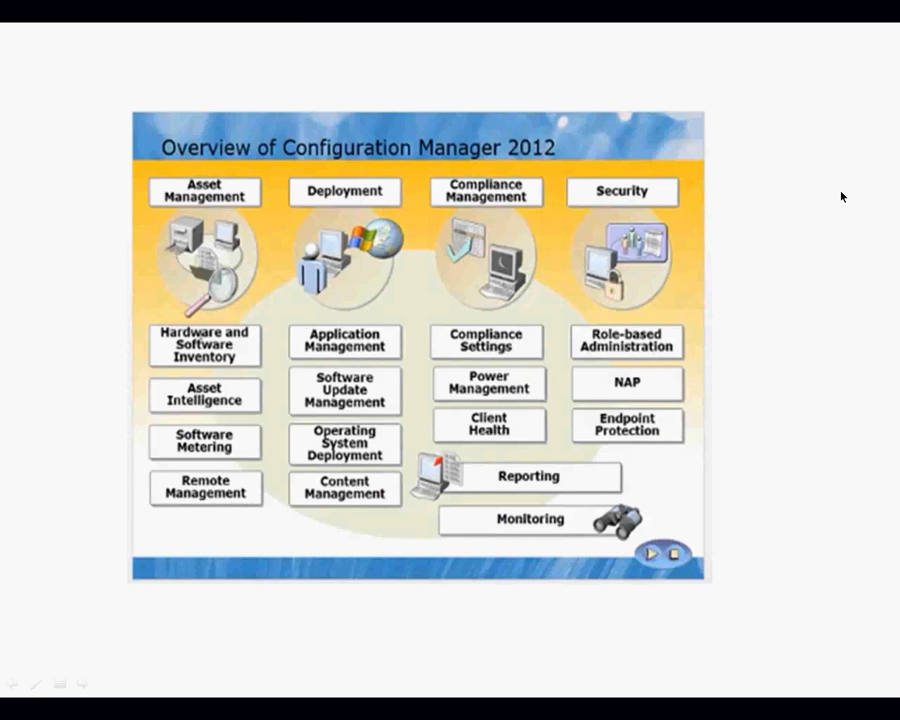 Overview of Configuration Manager 2012
Asset
Management
Deployment
Compliance
Management
Security
Hardware and
Software
Inventory
Application
Management
Compliance
Settings
Role-based
Administration
Asset
Intelligence
Software
Update
Management
Power
Management
NAP
Software
Metering
Operating
System
Deployment
Client
Health
Endpoint
Protection
Remote
Management
Content
Management
Reporting
Monitoring